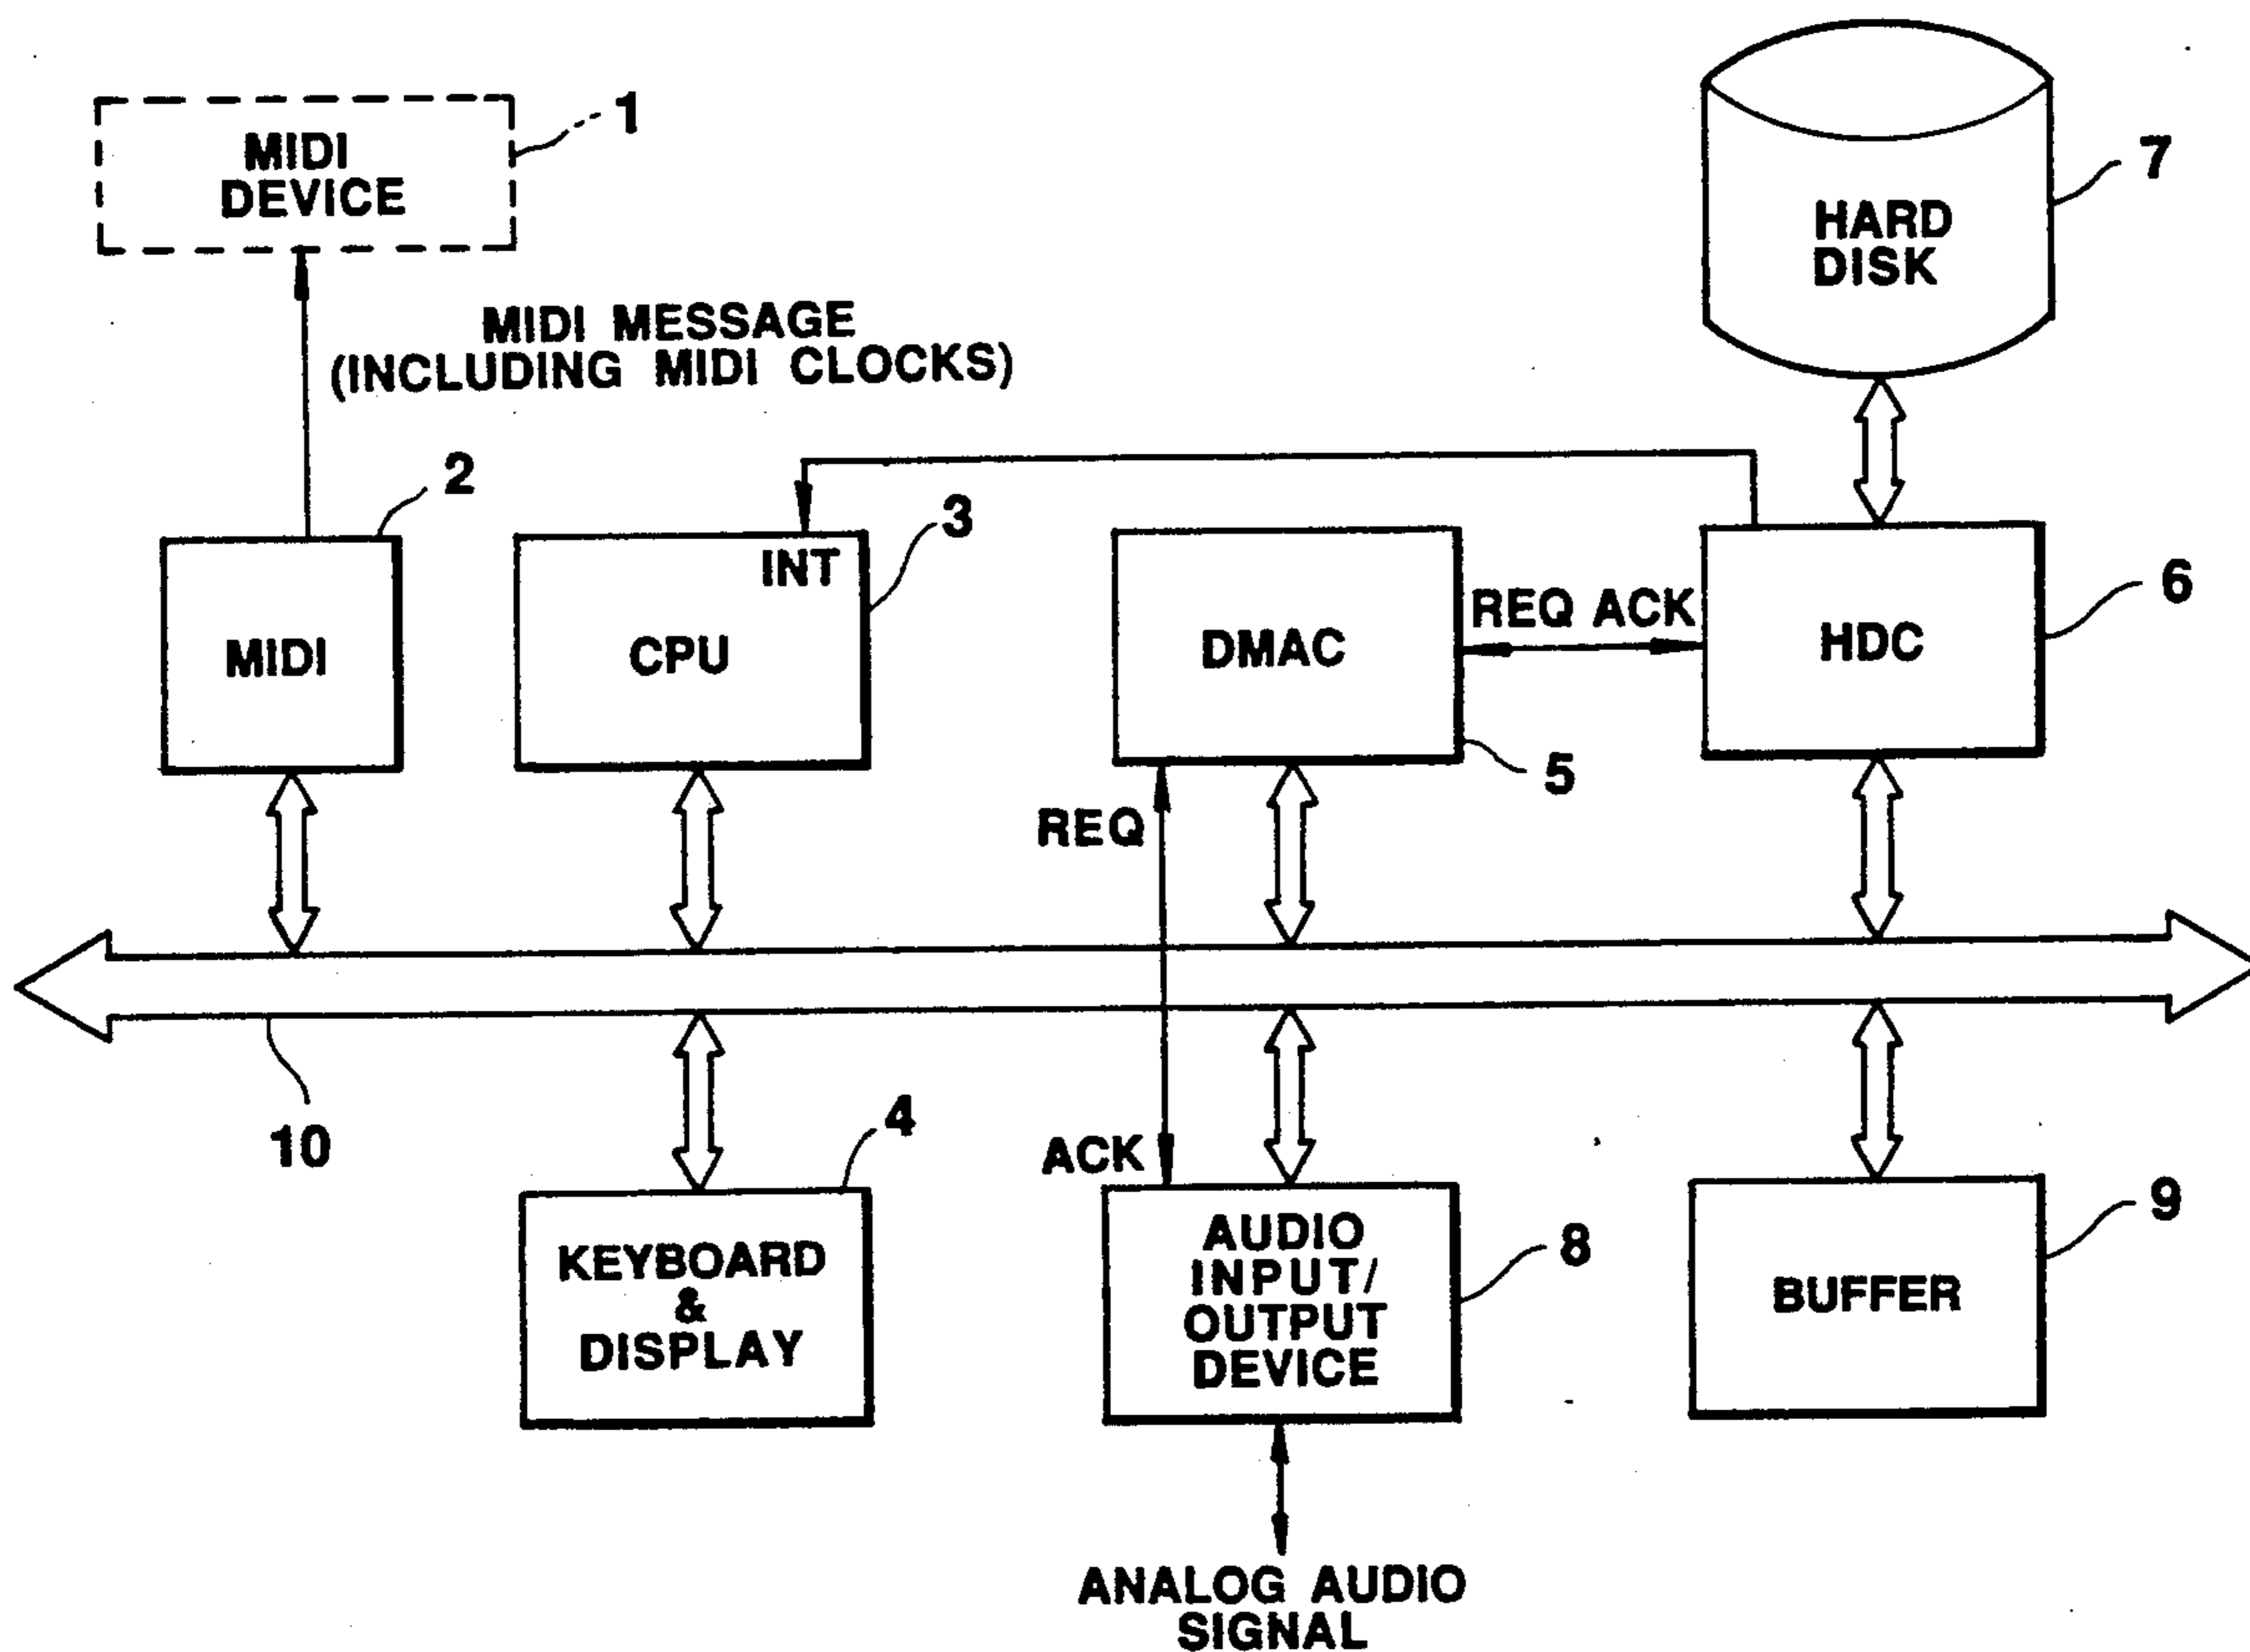 MIDI
DEVICE
1
7
HARD
DISK
MIDI MESSAGE
(INCLUDING MIDI CLOCKS)
2
3
INT
MIDI
CPU
DMAC
REQ ACK
HDC
6
5
REQ
10
4
ACK
KEYBOARD
&
DISPLAY
AUDIO
INPUT/
OUTPUT
DEVICE
8
BUFFER
9
ANALOG AUDIO
SIGNAL